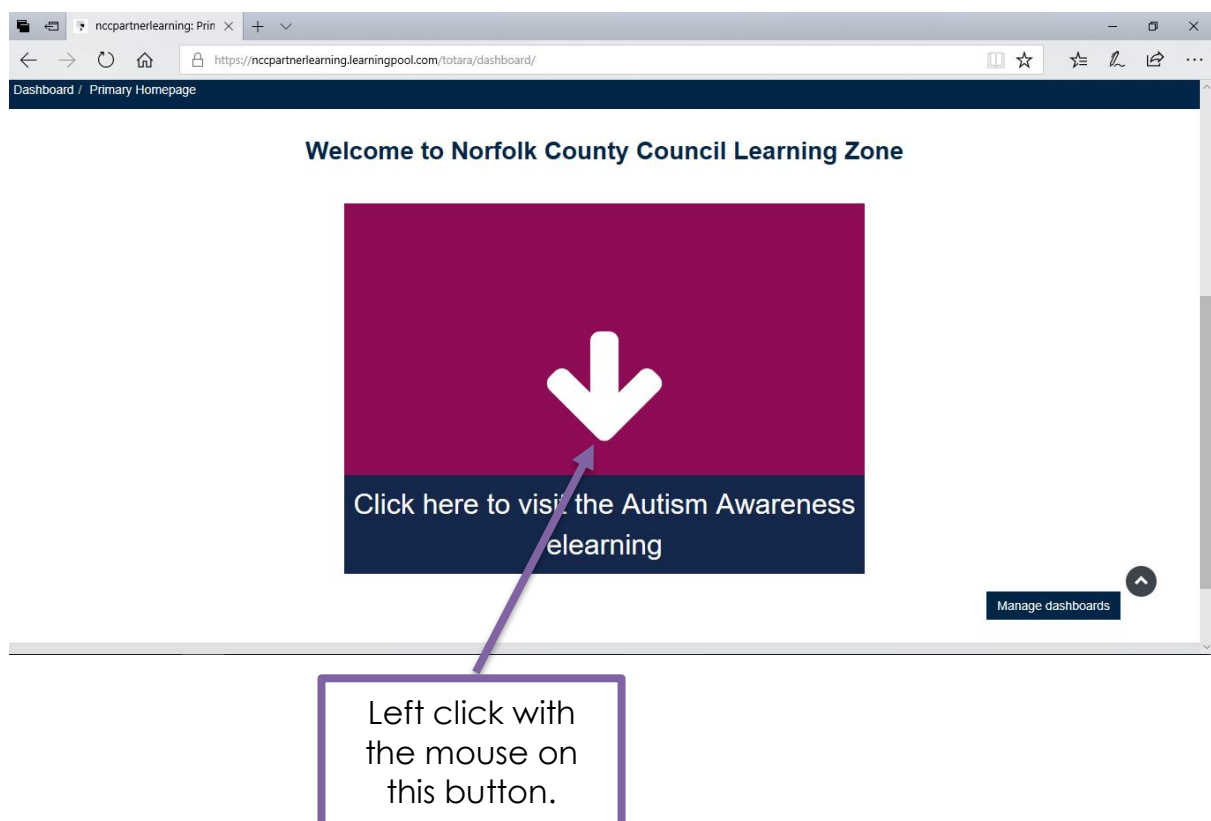 nccpartnerlearning: Prin
https://nccpartnerlearning.learningpool.com/totara/dashboard/
Dashboard / Primary Homepage
Welcome to Norfolk County Council Learning Zone
Click here to visit the Autism Awareness
elearning
Manage dashboards
Left click with
the mouse on
this button.